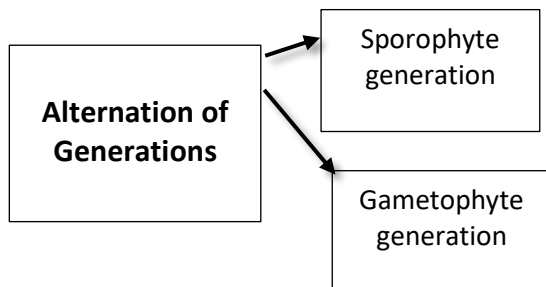 Sporophyte
generation
Alternation of
Generations
Gametophyte
generation